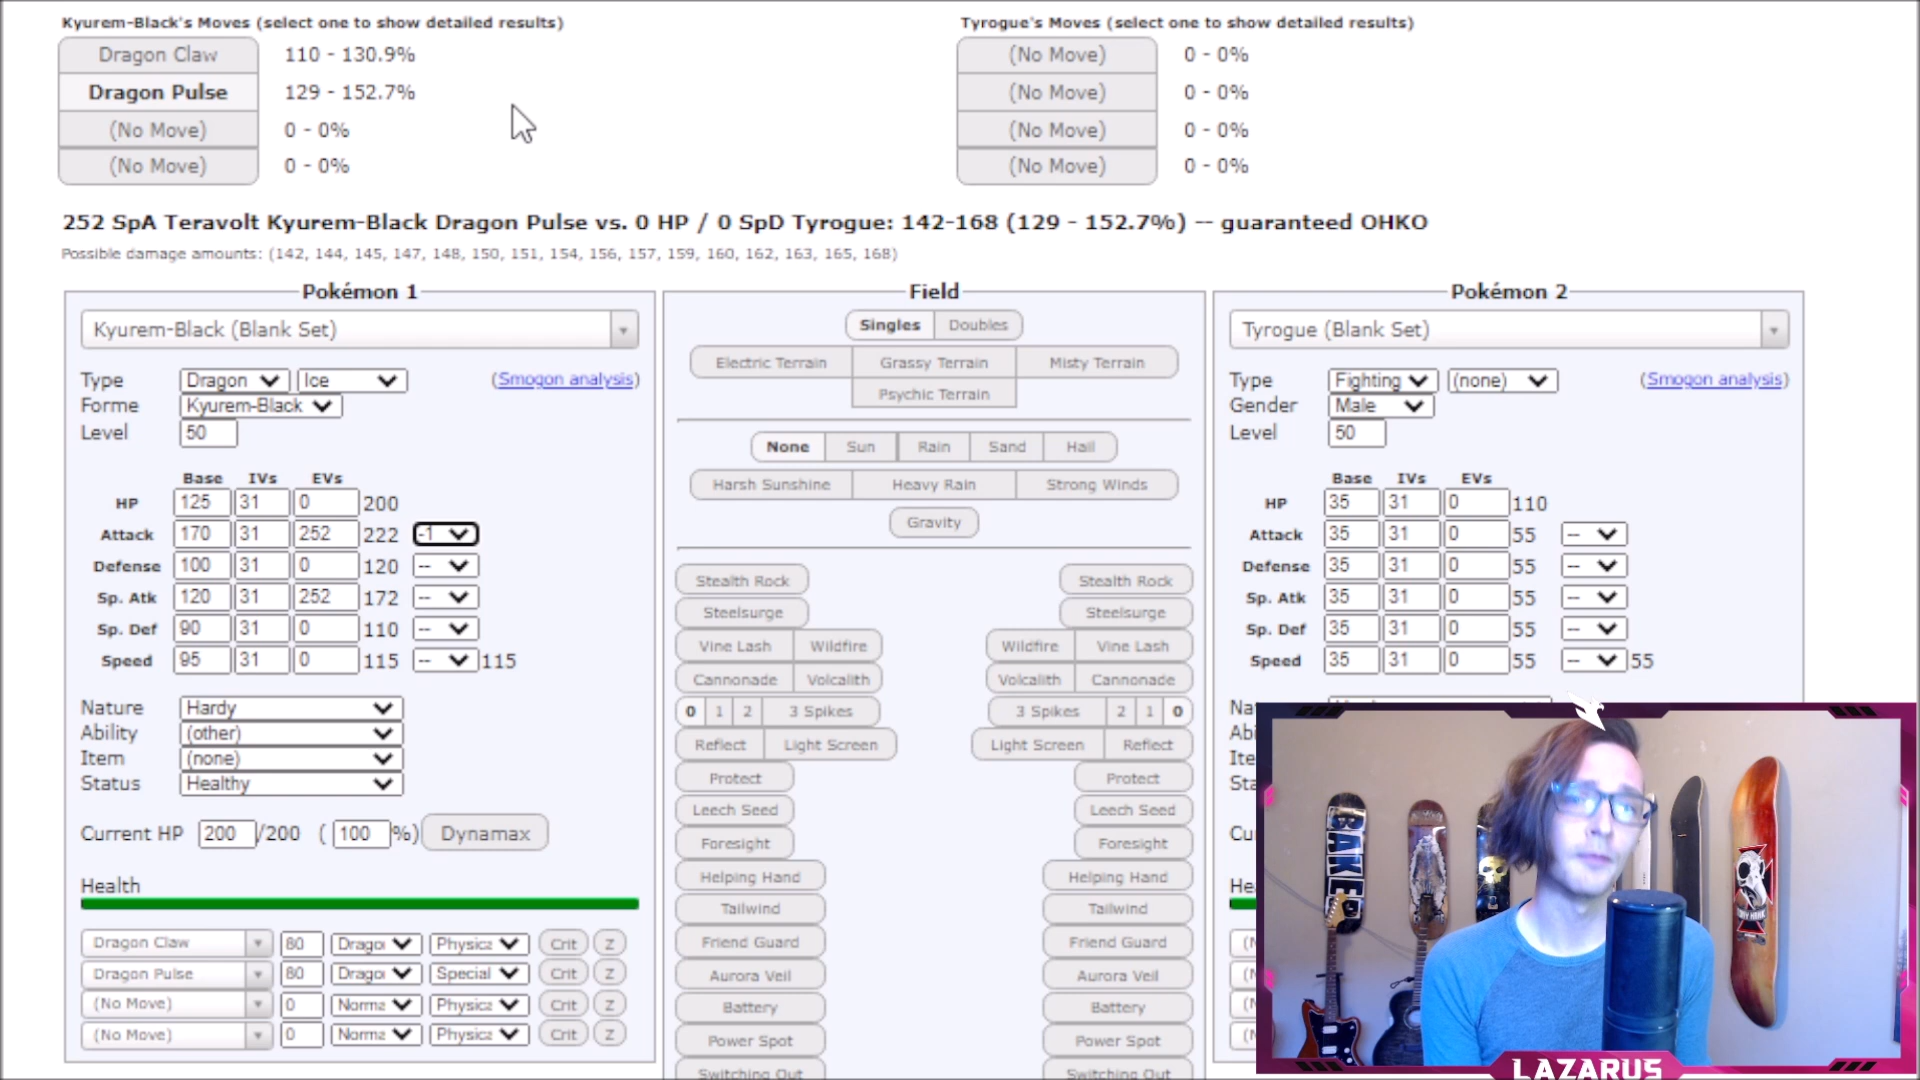 Kyurem-Black's Moves (select one to show detailed results)
Dragon Claw 110 - 130.9%
Dragon Pulse 129 - 152.7%
(No Move) 0 - 0%
(No Move) 0 - 0%
Tyrogue's Moves (select one to show detailed results)
(No Move) 0 - 0%
(No Move) 0 - 0%
(No Move) 0 - 0%
(No Move) 0 - 0%
252 SpA Teravolt Kyurem-Black Dragon Pulse vs. 0 HP / 0 SpD Tyrogue: 142-168 (129 - 152.7%) -- guaranteed OHKO
Possible damage amounts: (142, 144, 145, 147, 148, 150, 151, 154, 156, 157, 159, 160, 162, 163, 165, 168)
Pokémon 1
Kyurem-Black (Blank Set)
Type Dragon Ice (Smogon analysis)
Forme Kyurem-Black
Level 50
Base IVs EVs
HP 125 31 0 200
Attack 170 31 252 222 -1
Defense 100 31 0 120 --
Sp. Atk 120 31 252 172 --
Sp. Def 90 31 0 110 --
Speed 95 31 0 115 -- 115
Nature Hardy
Ability (other)
Item (none)
Status Healthy
Current HP 200 /200 ( 100 %) Dynamax
Health
Dragon Claw 80 Drago Physica Crit Z
Dragon Pulse 80 Drago Special Crit Z
(No Move) 0 Norma Physica Crit Z
(No Move) 0 Norma Physica Crit Z
Field
Singles Doubles
Electric Terrain Grassy Terrain Misty Terrain
Psychic Terrain
None Sun Rain Sand Hail
Harsh Sunshine Heavy Rain Strong Winds
Gravity
Stealth Rock Stealth Rock
Steelsurge Steelsurge
Vine Lash Wildfire Wildfire Vine Lash
Cannonade Volcalith Volcalith Cannonade
0 1 2 3 Spikes 3 Spikes 2 1 0
Reflect Light Screen Light Screen Reflect
Protect Protect
Leech Seed Leech Seed
Foresight Foresight
Helping Hand Helping Hand
Tailwind Tailwind
Friend Guard Friend Guard
Aurora Veil Aurora Veil
Battery Battery
Power Spot Power Spot
Switching Out Switching Out
Pokémon 2
Tyrogue (Blank Set)
Type Fighting (none) (Smogon analysis)
Gender Male
Level 50
Base IVs EVs
HP 35 31 0 110
Attack 35 31 0 55 --
Defense 35 31 0 55 --
Sp. Atk 35 31 0 55 --
Sp. Def 35 31 0 55 --
Speed 35 31 0 55 -- 55
Na
Abi
Ite
Sta
Cu
He
(N
(N
(N
(N
LAZARUS